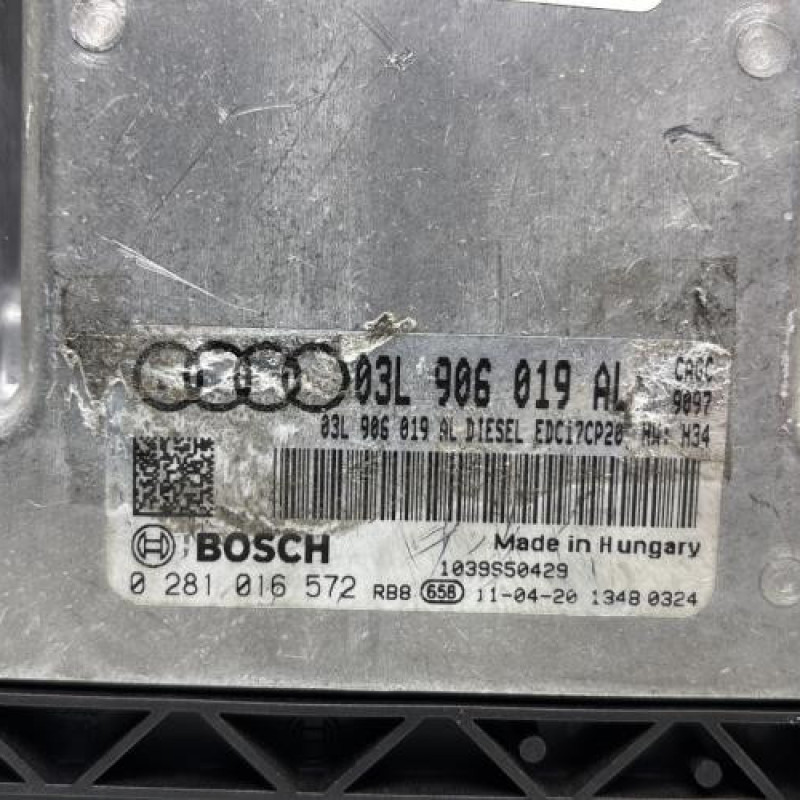 03L 906 019 AL CAGC
9097
03L 906 019 AL DIESEL EDC17CP20 HW: H34
BOSCH
Made in Hungary
1039S50429
0 281 016 572 RB8 658 11-04-20 1348 0324